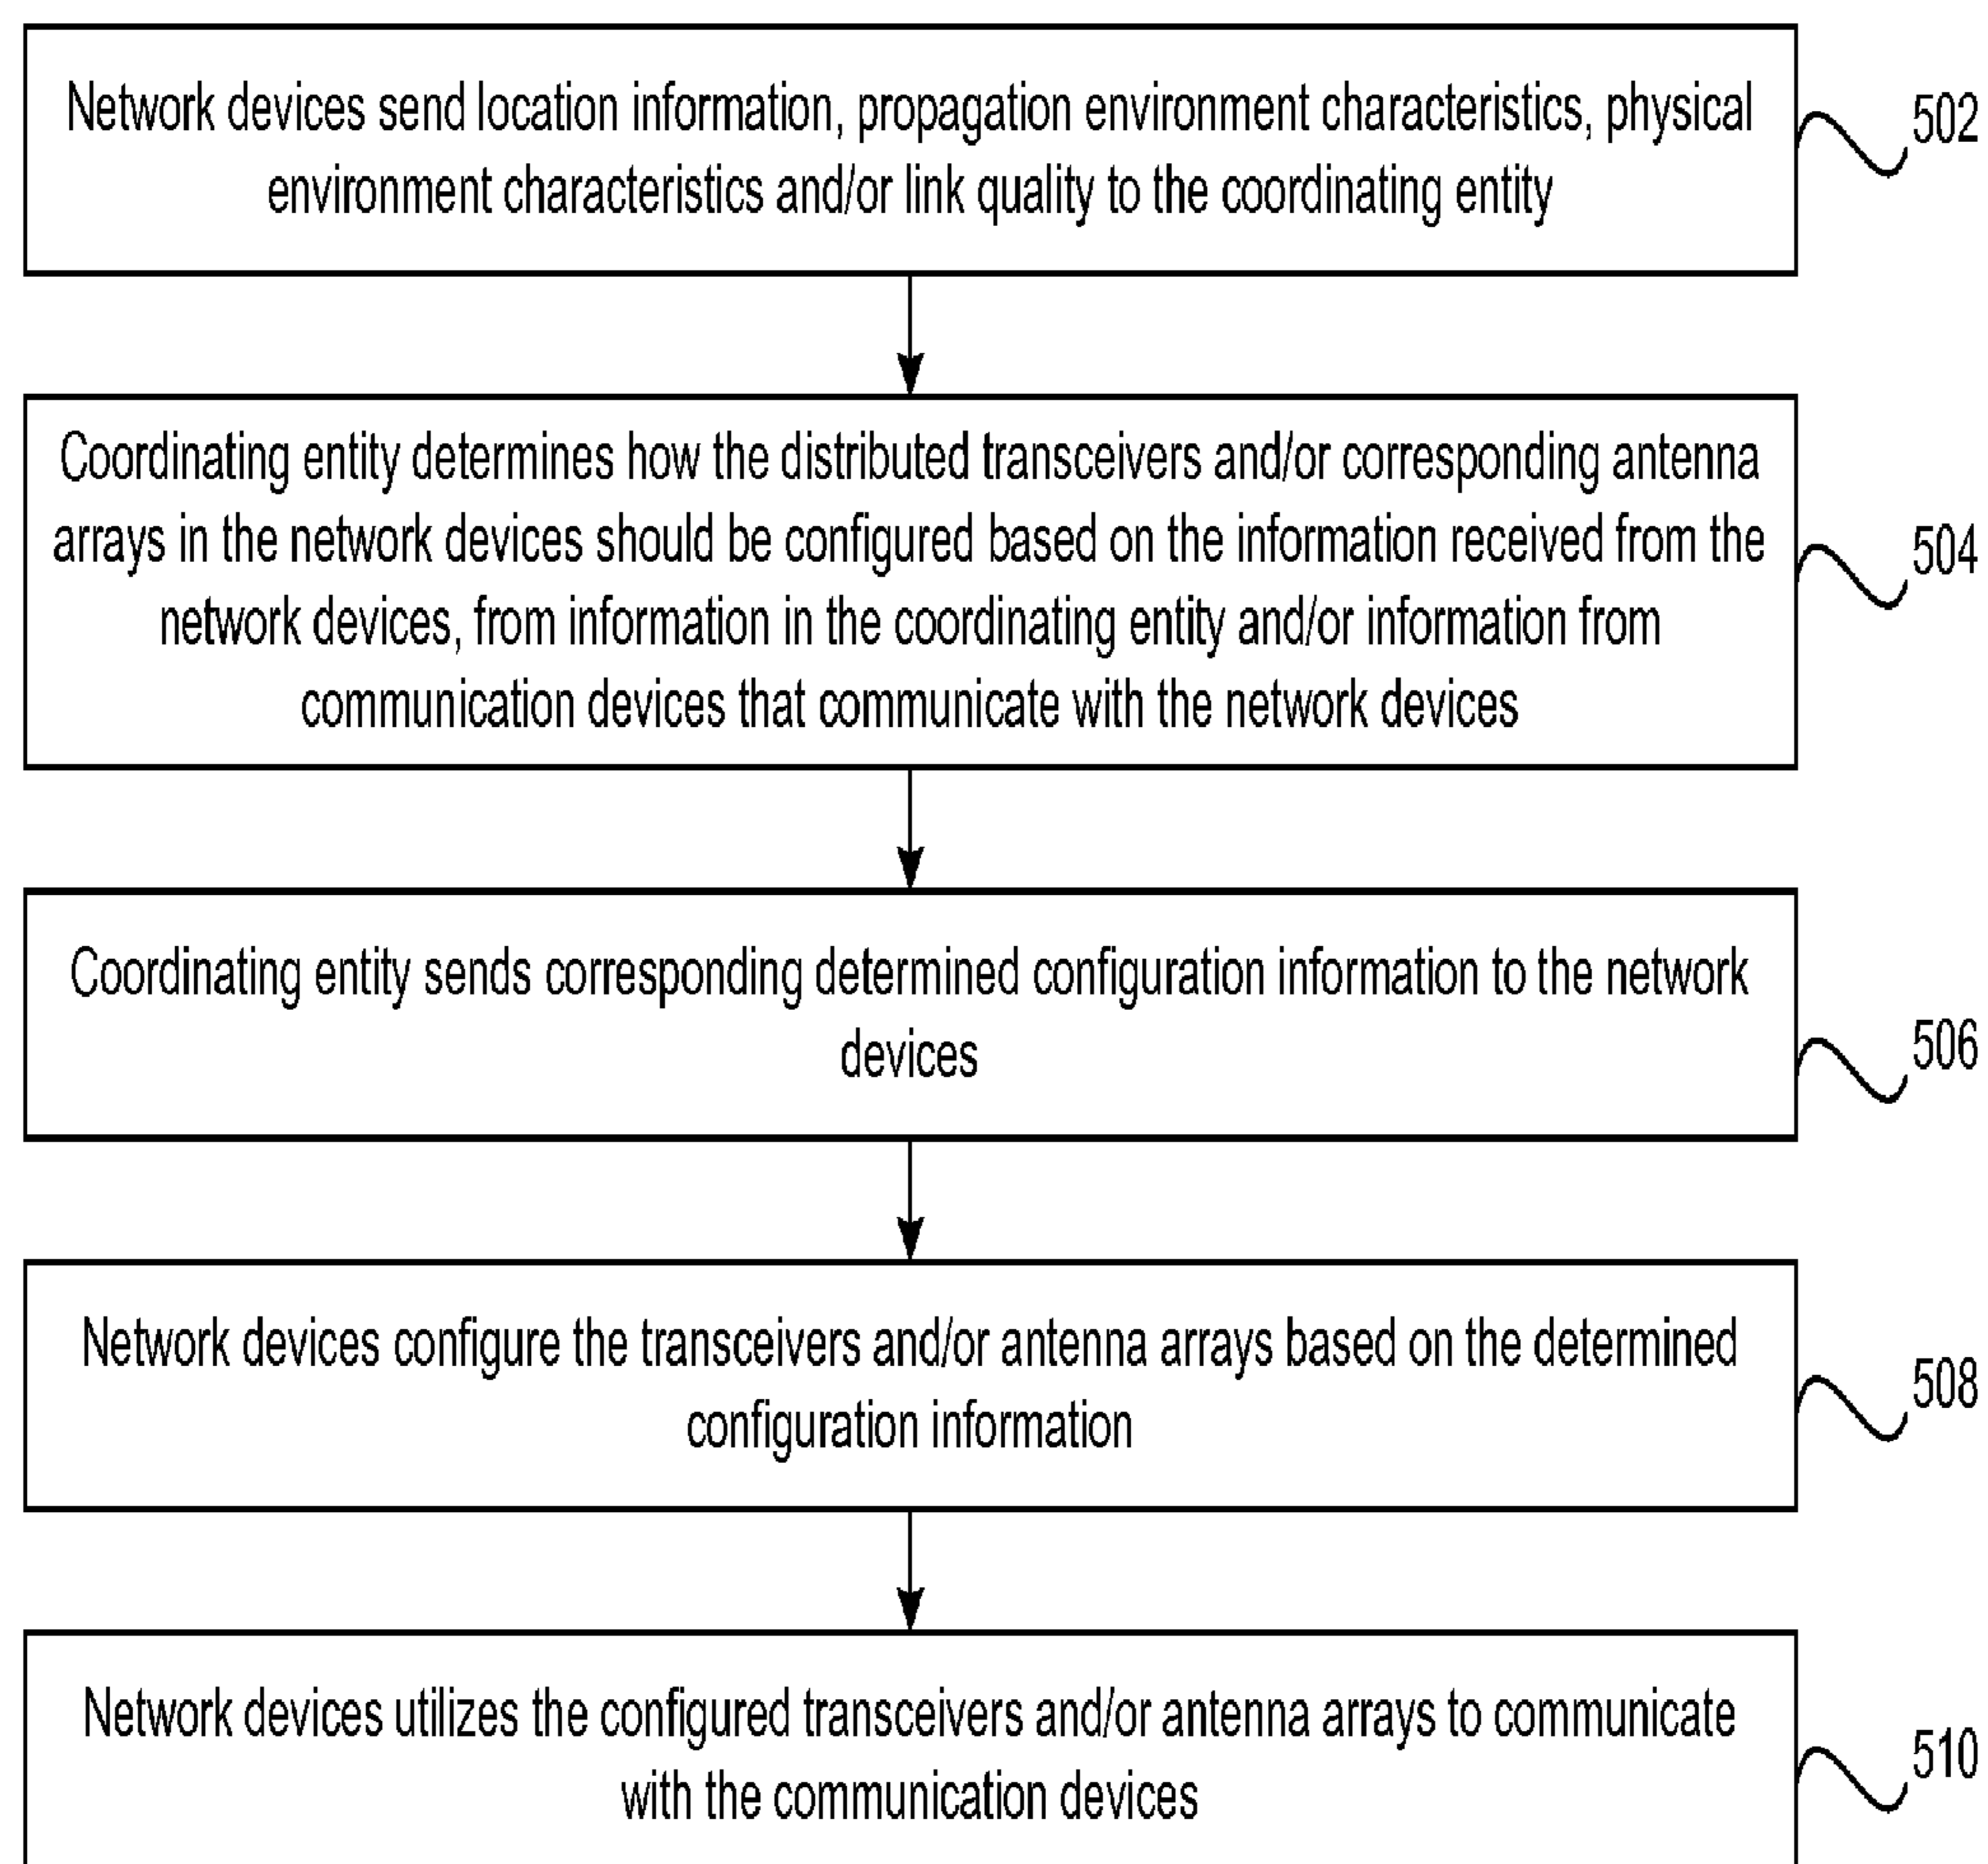 Network devices send location information, propagation environment characteristics, physical
environment characteristics and/or link quality to the coordinating entity
502
Coordinating entity determines how the distributed transceivers and/or corresponding antenna
arrays in the network devices should be configured based on the information received from the
network devices, from information in the coordinating entity and/or information from
communication devices that communicate with the network devices
504
Coordinating entity sends corresponding determined configuration information to the network
devices
506
Network devices configure the transceivers and/or antenna arrays based on the determined
configuration information
508
Network devices utilizes the configured transceivers and/or antenna arrays to communicate
with the communication devices
510